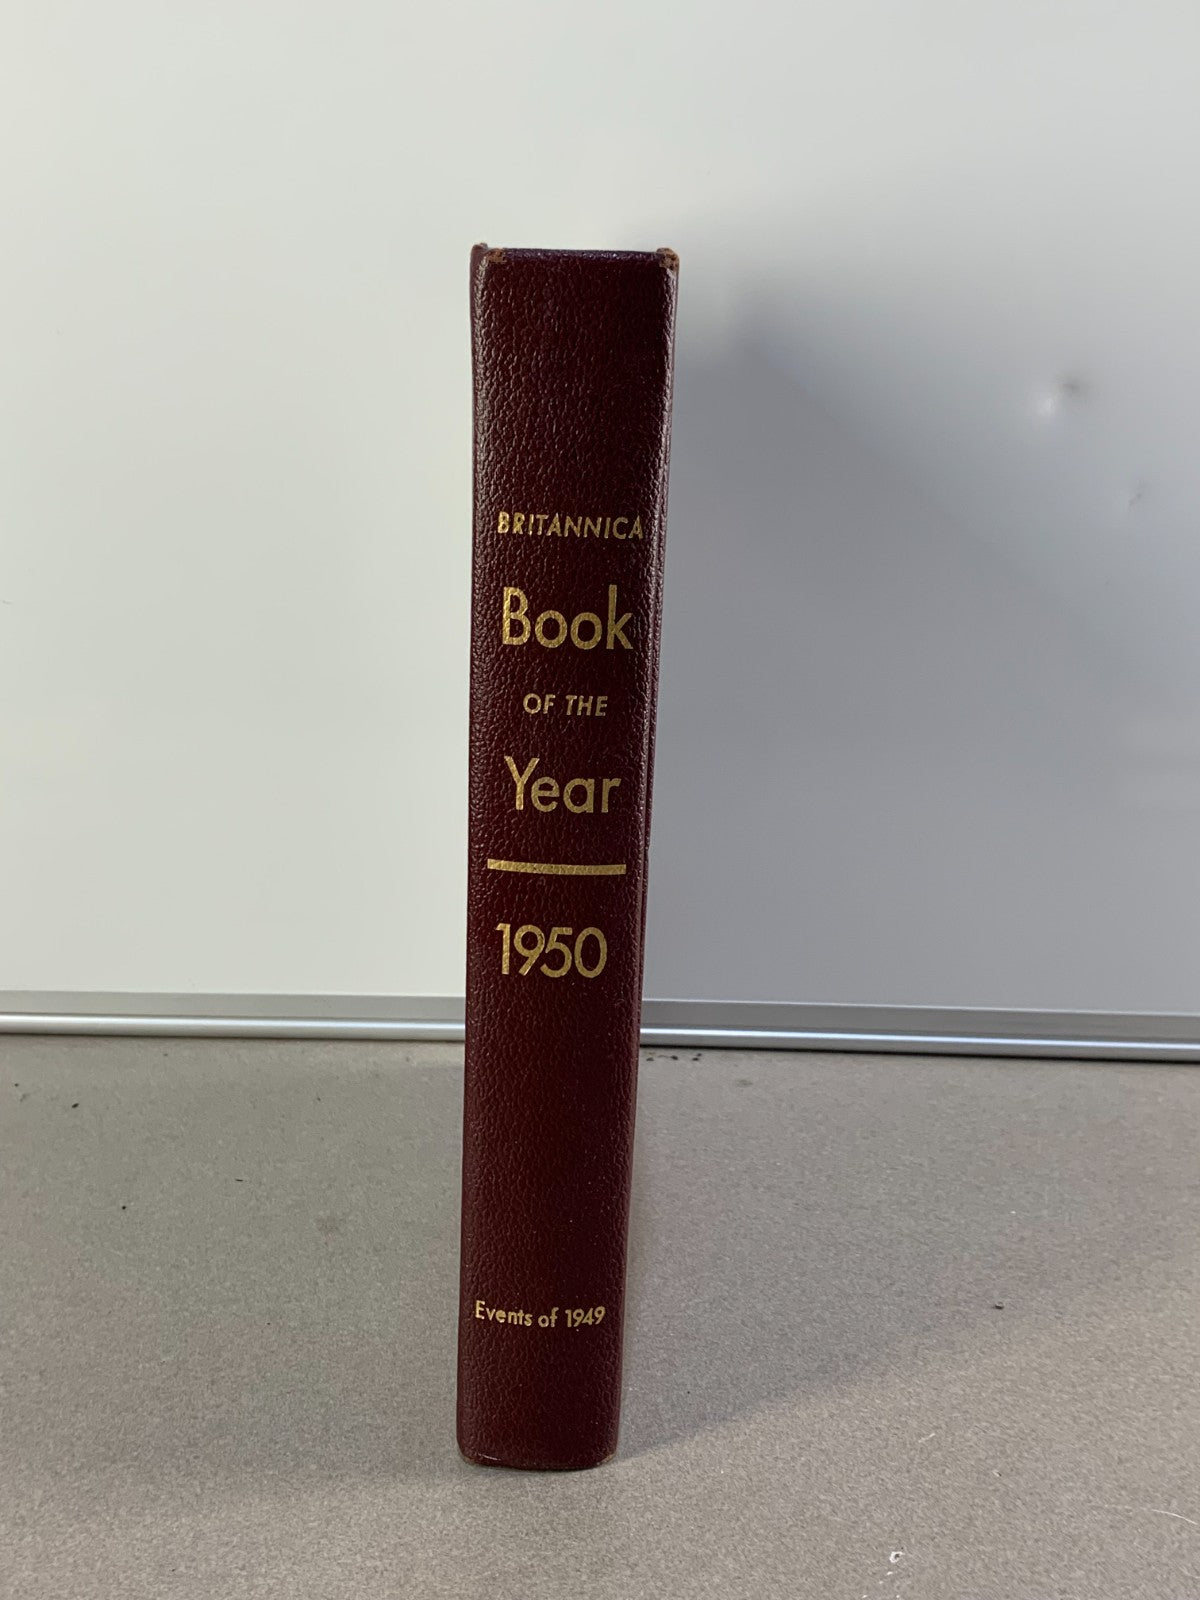 BRITANNICA
Book
OF THE
Year
1950
Events of 1949